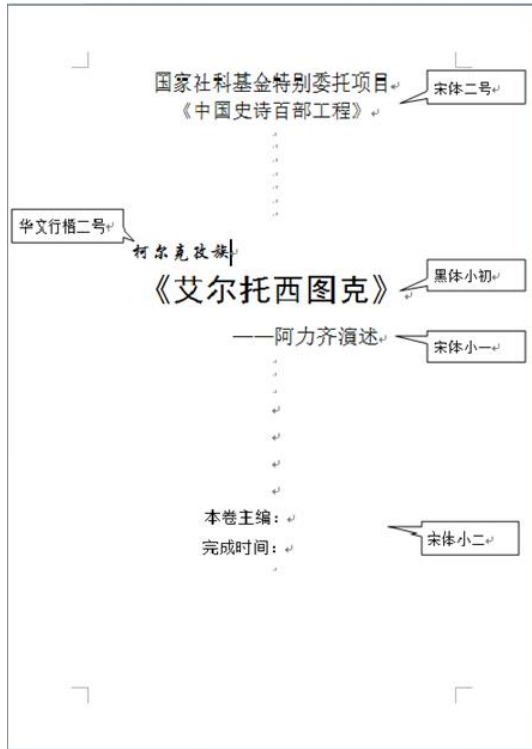 国家社科基金特别委托项目
宋体二号
《中国史诗百部工程》
华文行楷二号
柯尔克孜族
《艾尔托西图克》
黑体小初
——阿力齐演述
宋体小一
本卷主编：
宋体小二
完成时间：